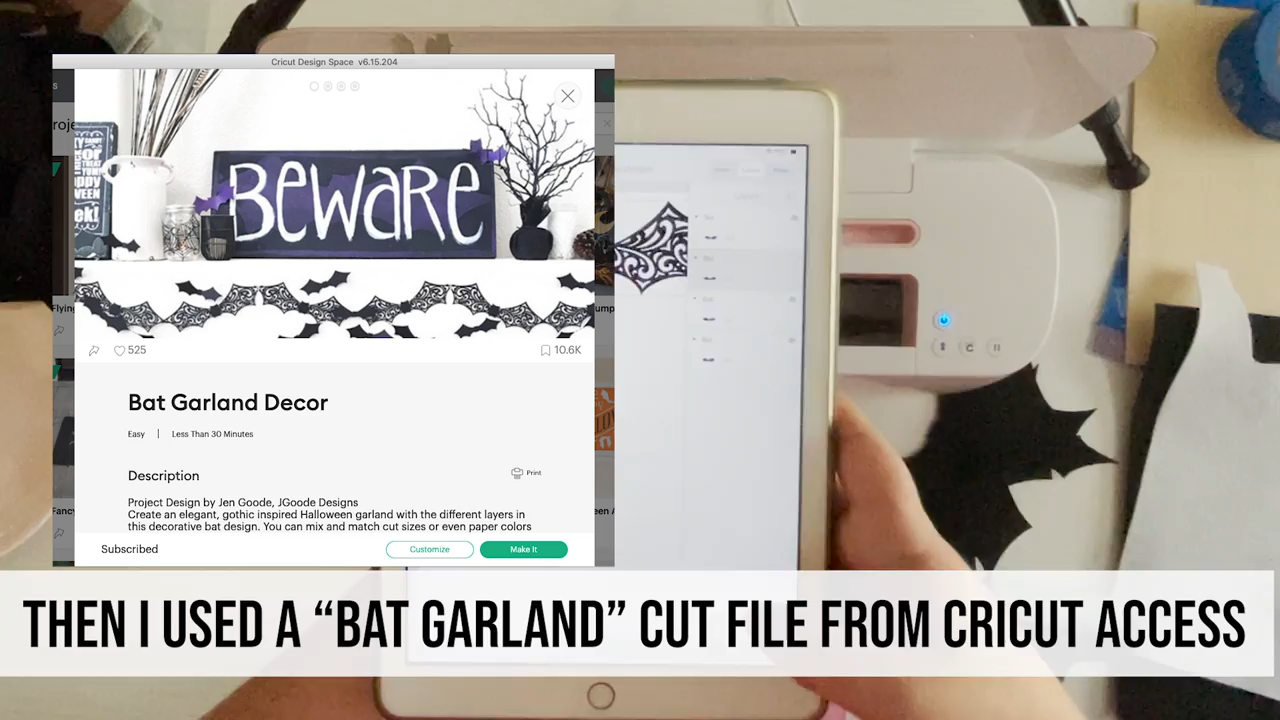 Cricut Design Space v6.15.204
BEWARE
525
10.6K
Bat Garland Decor
Easy | Less Than 30 Minutes
Description
Print
Project Design by Jen Goode, JGoode Designs
Create an elegant, gothic inspired Halloween garland with the different layers in
this decorative bat design. You can mix and match cut sizes or even paper colors
Subscribed
Customize
Make It
THEN I USED A “BAT GARLAND” CUT FILE FROM CRICUT ACCESS